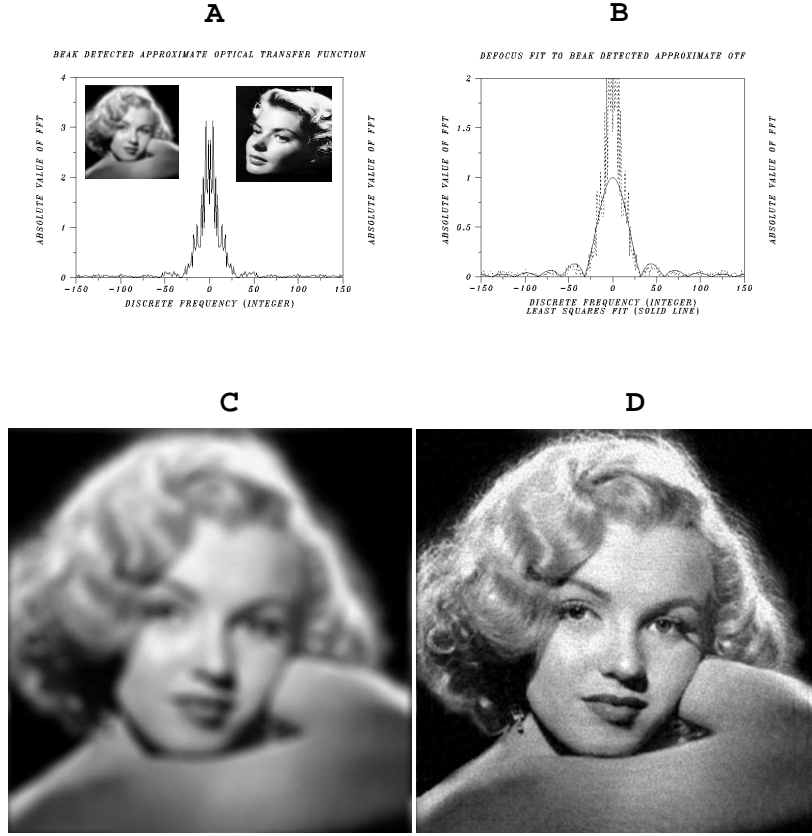 A
BEAK DETECTED APPROXIMATE OPTICAL TRANSFER FUNCTION
4
3
2
1
0
ABSOLUTE VALUE OF FFT
ABSOLUTE VALUE OF FFT
-150 -100 -50 0 50 100 150
DISCRETE FREQUENCY (INTEGER)
B
DEFOCUS FIT TO BEAK DETECTED APPROXIMATE OTF
2
1.5
1
0.5
0
ABSOLUTE VALUE OF FFT
ABSOLUTE VALUE OF FFT
-150 -100 -50 0 50 100 150
DISCRETE FREQUENCY (INTEGER)
LEAST SQUARES FIT (SOLID LINE)
C
D